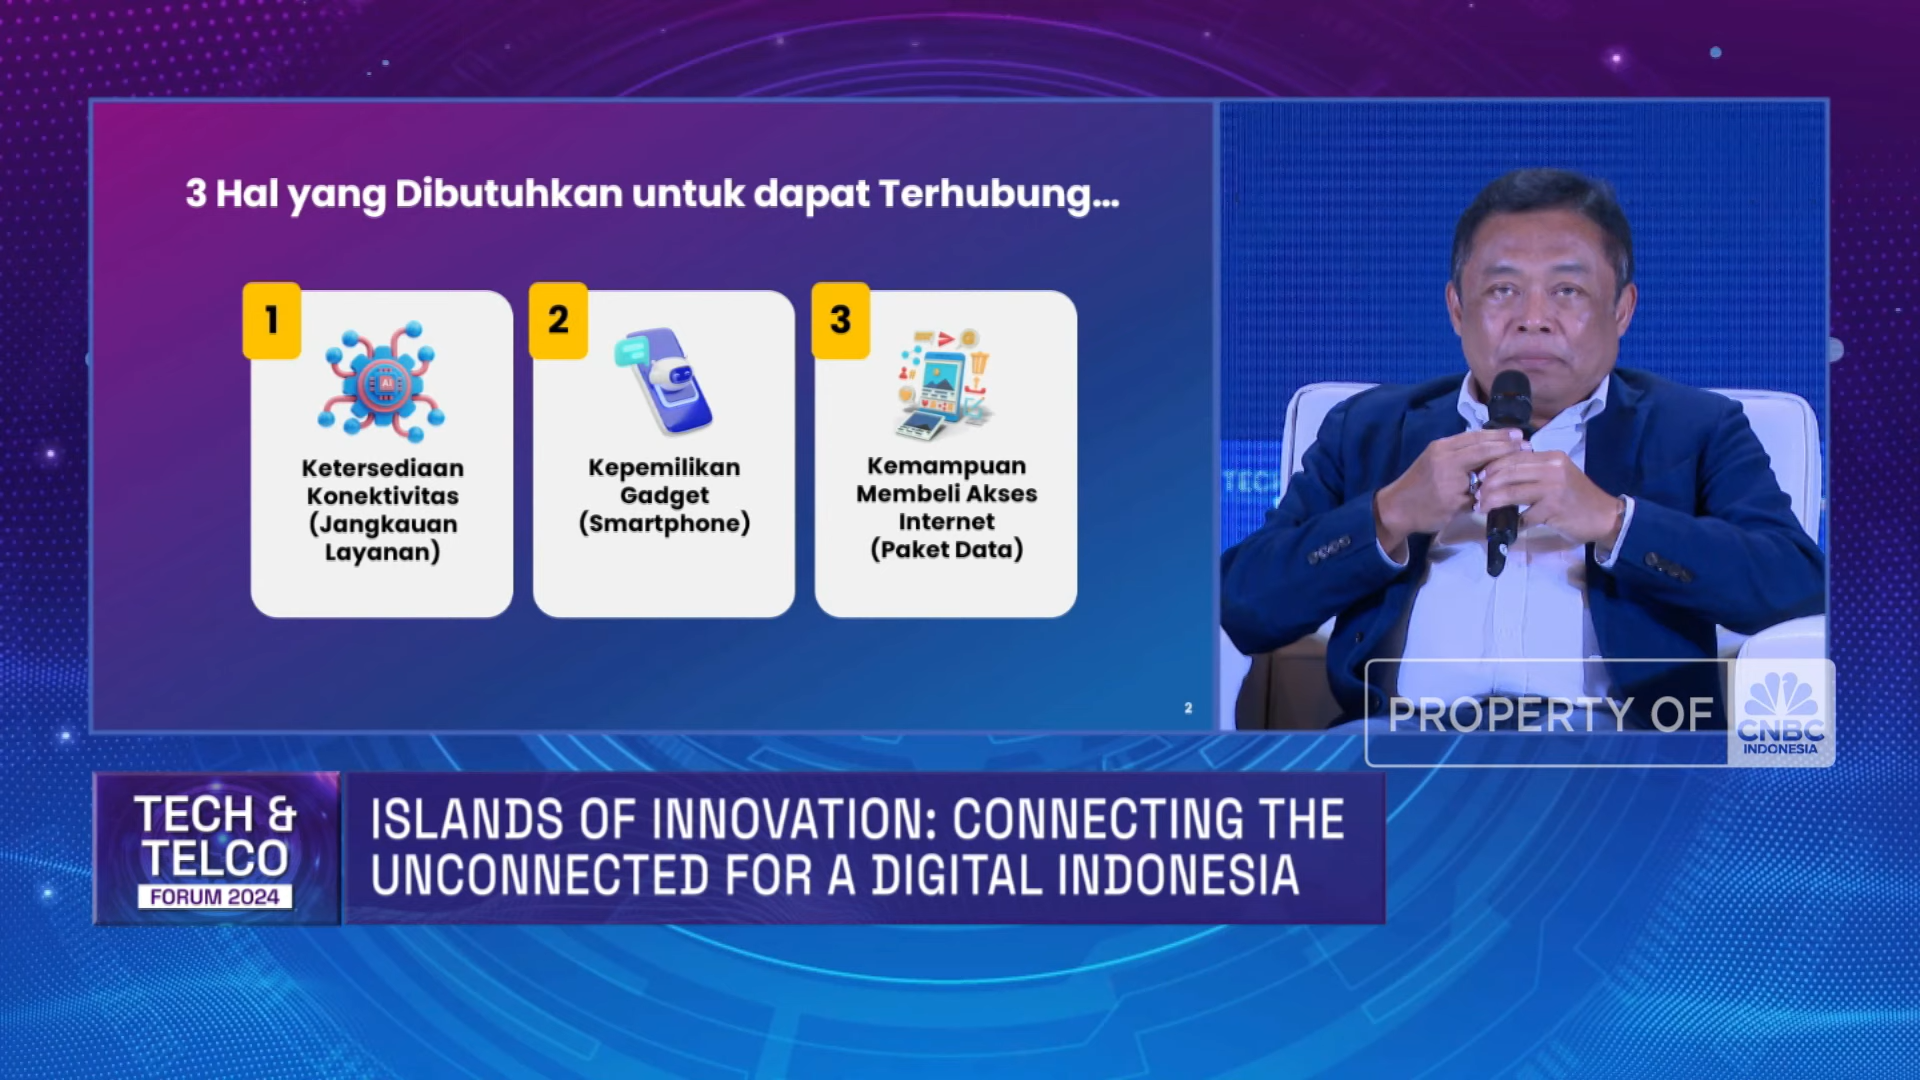 3 Hal yang Dibutuhkan untuk dapat Terhubung...
1
AI
Ketersediaan
Konektivitas
(Jangkauan
Layanan)
2
Kepemilikan
Gadget
(Smartphone)
3
Kemampuan
Membeli Akses
Internet
(Paket Data)
2
TEC
PROPERTY OF
CNBC
INDONESIA
TECH &
TELCO
FORUM 2024
ISLANDS OF INNOVATION: CONNECTING THE
UNCONNECTED FOR A DIGITAL INDONESIA